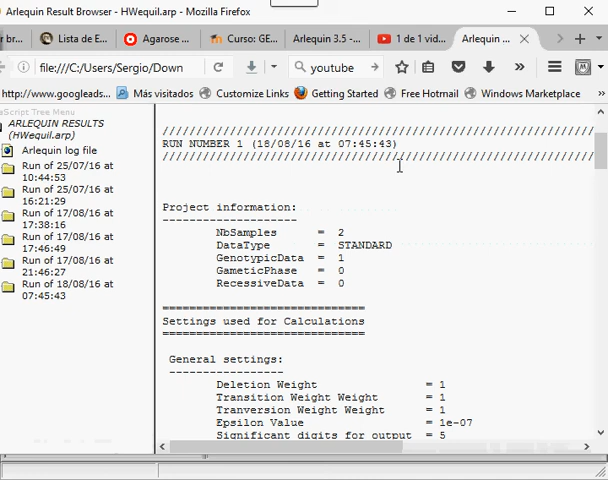 Arlequin Result Browser - HWequil.arp - Mozilla Firefox
br...
Lista de E...
Agarose ...
Curso: GE...
Arlequin 3.5 -...
1 de 1 vid...
Arlequin ...
file:///C:/Users/Sergio/Down
youtube
http://www.googleads...
Más visitados
Customize Links
Getting Started
Free Hotmail
Windows Marketplace
Script Tree Menu
ARLEQUIN RESULTS
(HWequil.arp)
Arlequin log file
Run of 25/07/16 at
10:44:53
Run of 25/07/16 at
16:21:29
Run of 17/08/16 at
17:38:16
Run of 17/08/16 at
17:46:49
Run of 17/08/16 at
21:46:27
Run of 18/08/16 at
07:45:43
////////////////////////////////////////////////////////////////
RUN NUMBER 1 (18/08/16 at 07:45:43)
////////////////////////////////////////////////////////////////
Project information:
--------------------
NbSamples = 2
DataType = STANDARD
GenotypicData = 1
GameticPhase = 0
RecessiveData = 0
==============================
Settings used for Calculations
==============================
General settings:
-----------------
Deletion Weight = 1
Transition Weight Weight = 1
Tranversion Weight Weight = 1
Epsilon Value = 1e-07
Significant digits for output = 5